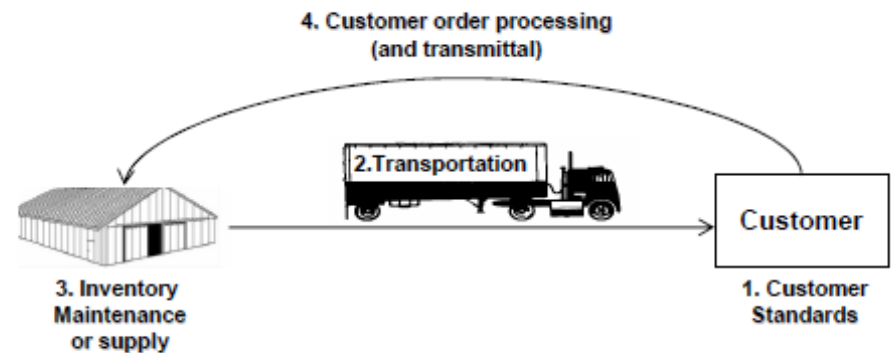 4. Customer order processing
(and transmittal)
2.Transportation
Customer
3. Inventory
Maintenance
or supply
1. Customer
Standards